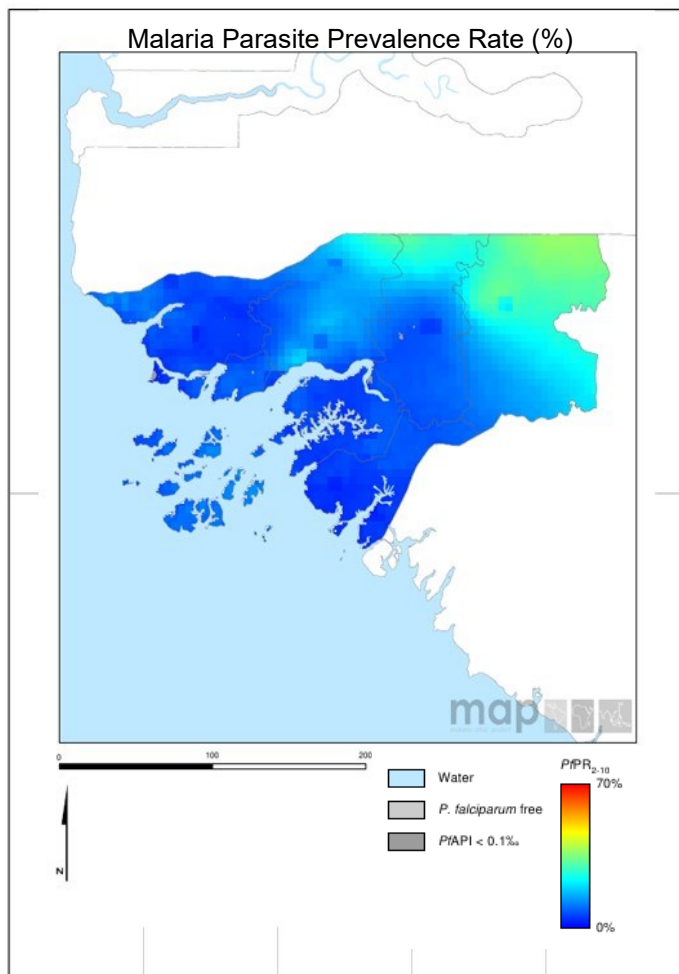 Malaria Parasite Prevalence Rate (%)
map
0 100 200
N
Water
P. falciparum free
PfAPI < 0.1‰
PfPR2-10
70%
0%